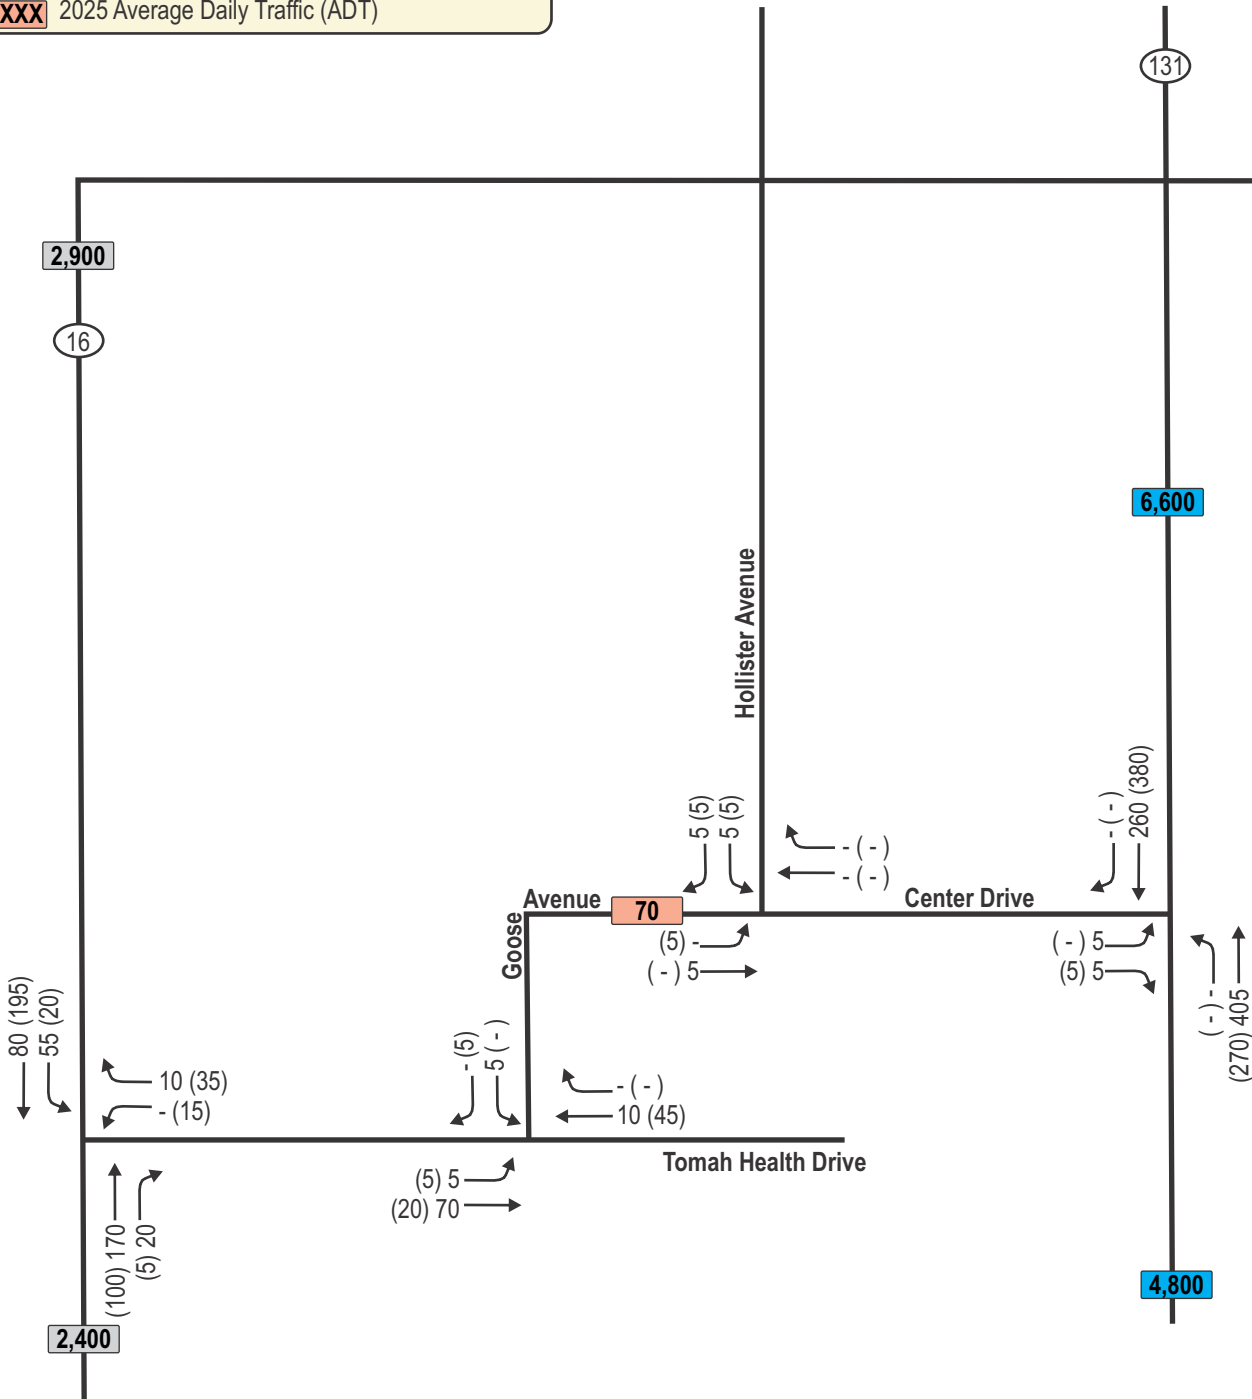 XXX 2025 Average Daily Traffic (ADT)
131
2,900
16
6,600
Hollister Avenue
5 (5)
5 (5)
- ( - )
- ( - )
- ( - )
260 (380)
Avenue
70
Center Drive
Goose
(5) -
( - ) 5
( - ) 5
(5) 5
( - ) -
(270) 405
80 (195)
55 (20)
- (5)
5 ( - )
10 (35)
- (15)
- ( - )
10 (45)
Tomah Health Drive
(5) 5
(20) 70
(100) 170
(5) 20
4,800
2,400